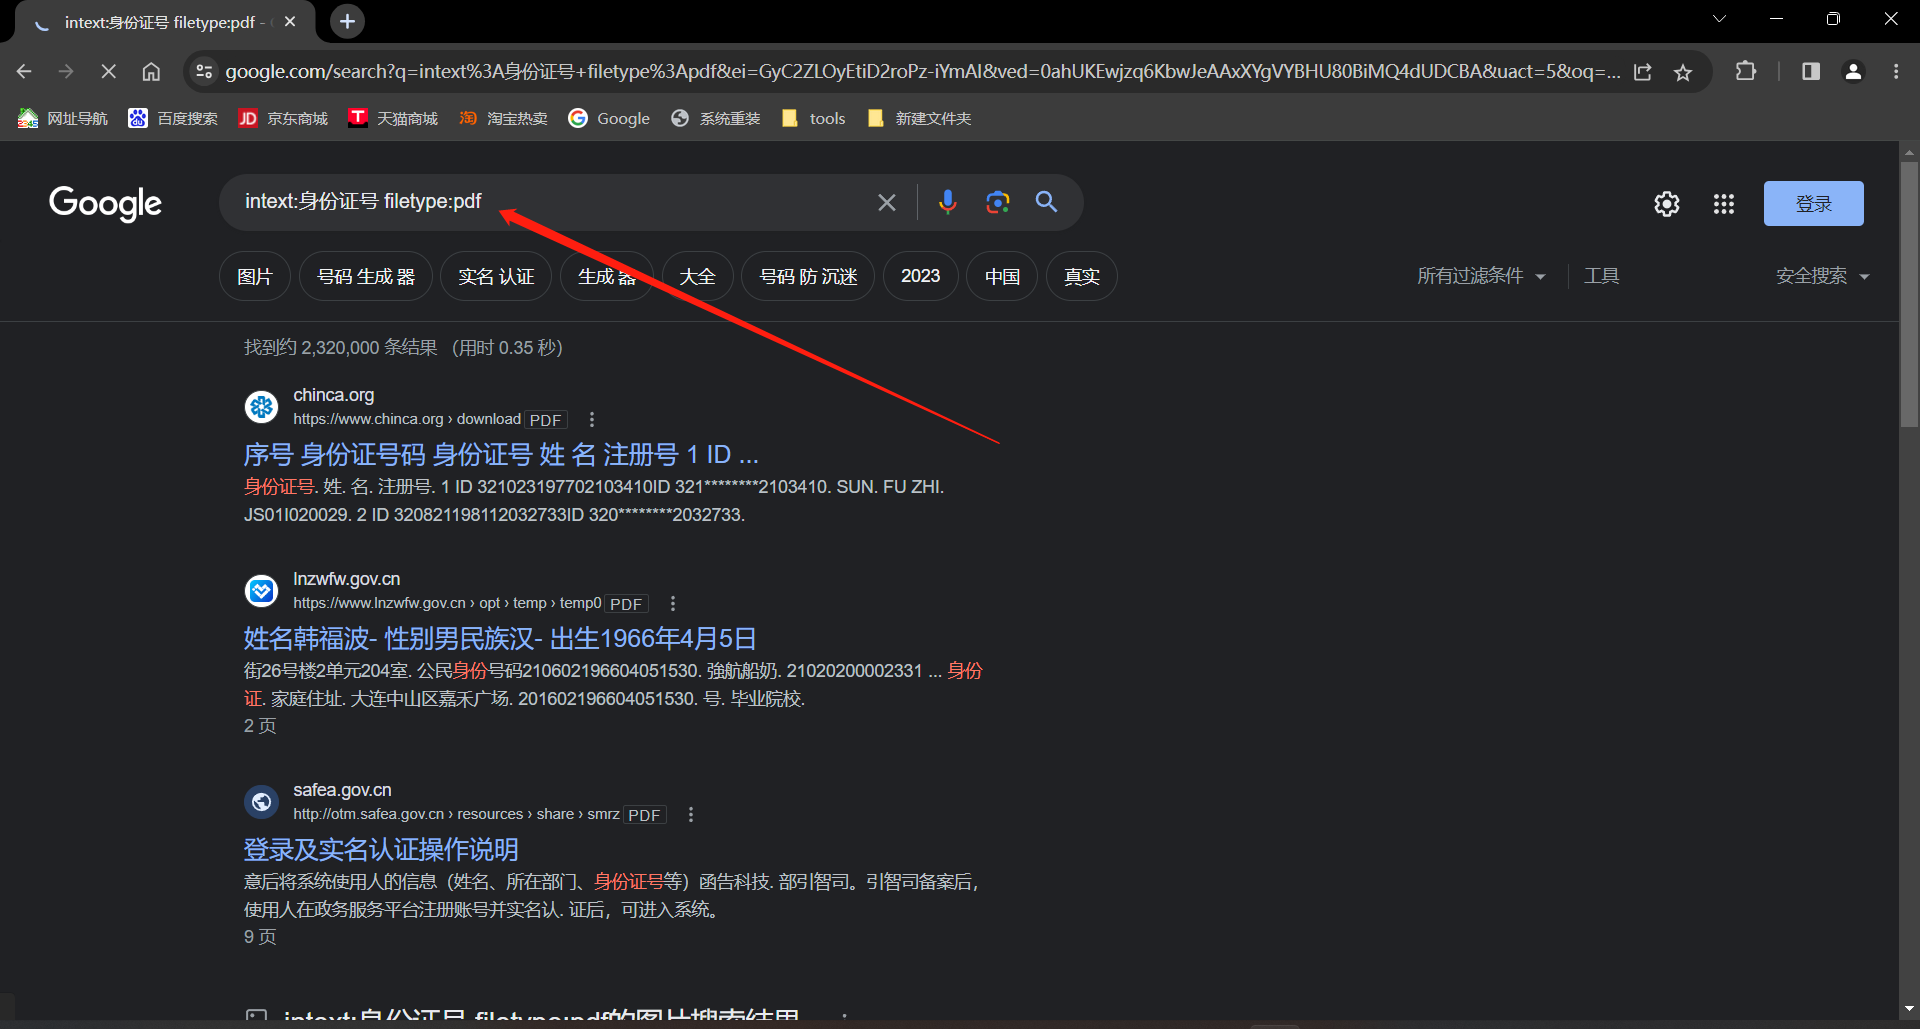 intext:身份证号 filetype:pdf -
google.com/search?q=intext%3A身份证号+filetype%3Apdf&ei=GyC2ZLOyEtiD2roPz-iYmAI&ved=0ahUKEwjzq6KbwJeAAxXYgVYBHU80BiMQ4dUDCBA&uact=5&oq=...
网址导航 百度搜索 京东商城 天猫商城 淘宝热卖 Google 系统重装 tools 新建文件夹
Google intext:身份证号 filetype:pdf 登录
图片 号码 生成 器 实名 认证 生成 器 大全 号码 防 沉迷 2023 中国 真实 所有过滤条件 工具 安全搜索
找到约 2,320,000 条结果 (用时 0.35 秒)
chinca.org
https://www.chinca.org › download PDF
序号 身份证号码 身份证号 姓 名 注册号 1 ID ...
身份证号. 姓. 名. 注册号. 1 ID 321023197702103410ID 321********2103410. SUN. FU ZHI.
JS01I020029. 2 ID 320821198112032733ID 320********2032733.
lnzwfw.gov.cn
https://www.lnzwfw.gov.cn › opt › temp › temp0 PDF
姓名韩福波- 性别男民族汉- 出生1966年4月5日
街26号楼2单元204室. 公民身份号码210602196604051530. 強航船奶. 21020200002331 ... 身份
证. 家庭住址. 大连中山区嘉禾广场. 201602196604051530. 号. 毕业院校.
2 页
safea.gov.cn
http://otm.safea.gov.cn › resources › share › smrz PDF
登录及实名认证操作说明
意后将系统使用人的信息（姓名、所在部门、身份证号等）函告科技. 部引智司。引智司备案后，
使用人在政务服务平台注册账号并实名认. 证后，可进入系统。
9 页
intext:身份证号 filetype:pdf的图片搜索结果